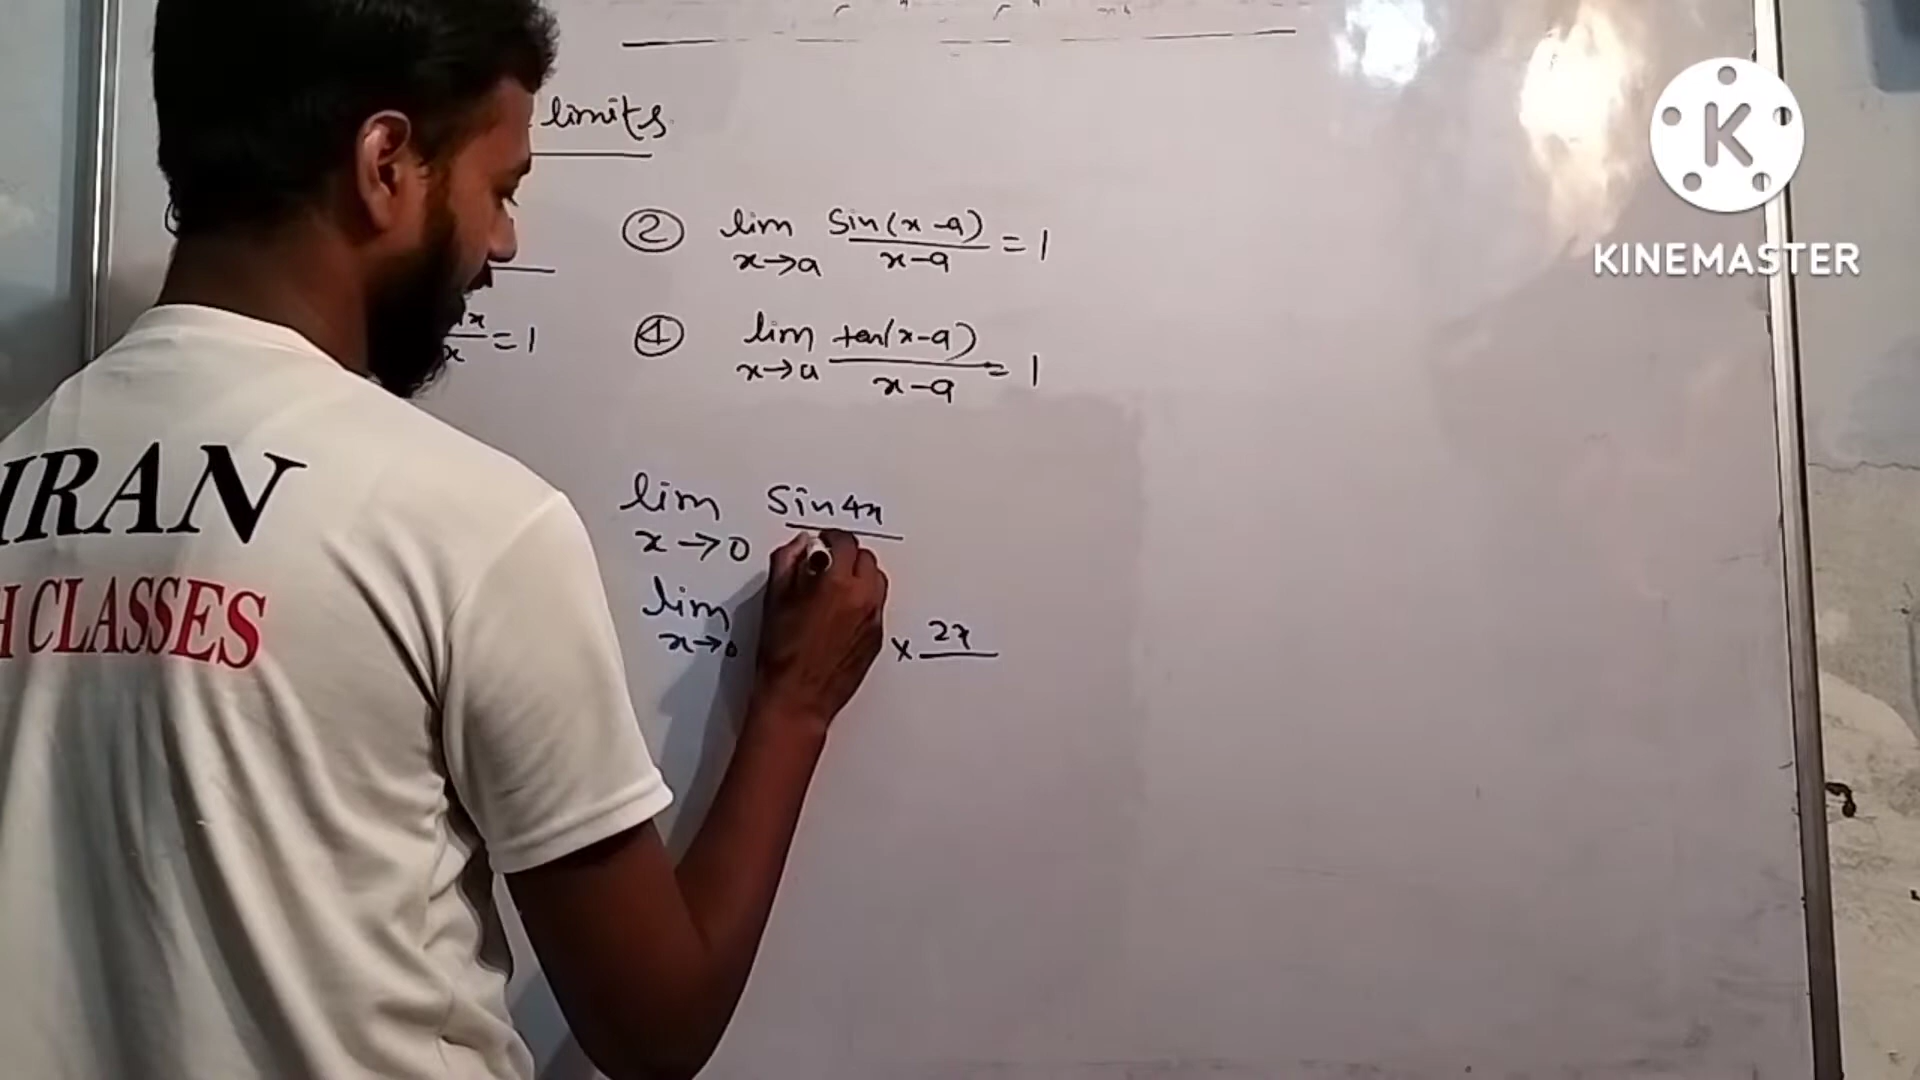 limits
② lim Sin(x-a) = 1
x→a x-a
= 1
x
④ lim tan(x-a) = 1
x→a x-a
lim Sin4x
x→0
lim
x→0 × 2x
IRAN
H CLASSES
K
KINEMASTER